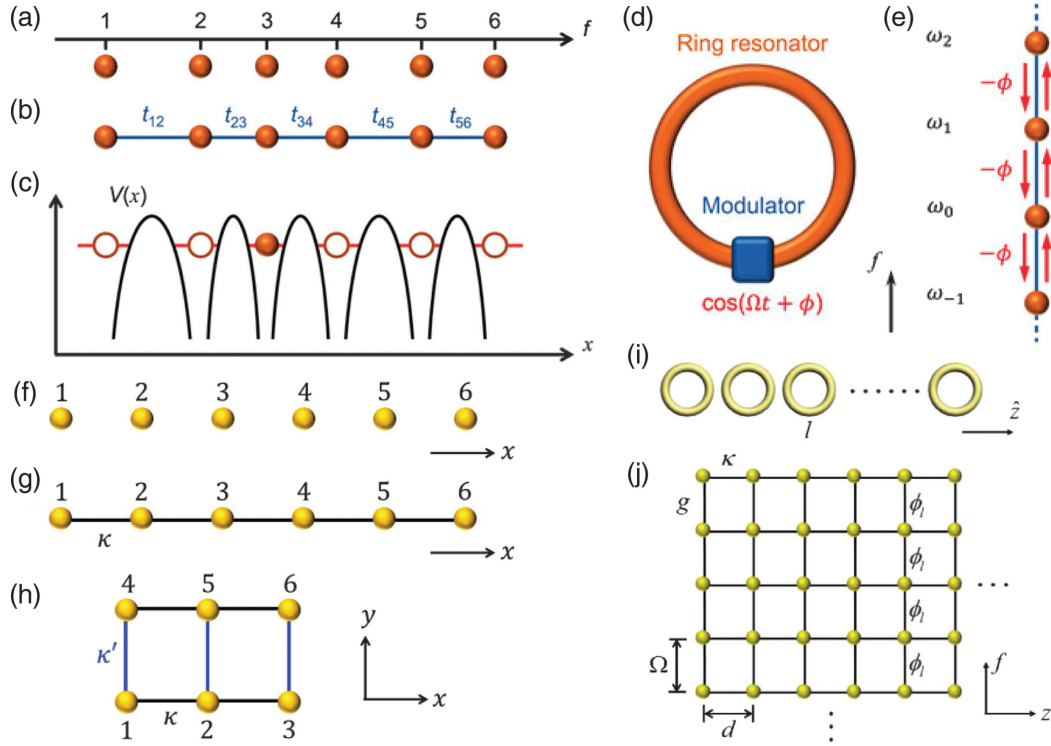 (a)
1 2 3 4 5 6 f
(b)
t12 t23 t34 t45 t56
(c)
V(x)
x
(d)
Ring resonator
Modulator
cos(Ωt + ϕ)
f
(e)
ω2
−ϕ
ω1
−ϕ
ω0
−ϕ
ω−1
(f)
1 2 3 4 5 6
x
(g)
1 2 3 4 5 6
κ
x
(h)
4 5 6
κ′
κ
1 2 3
y
x
(i)
l
ẑ
(j)
κ
g
ϕl
ϕl
ϕl
ϕl
Ω
d
f
z